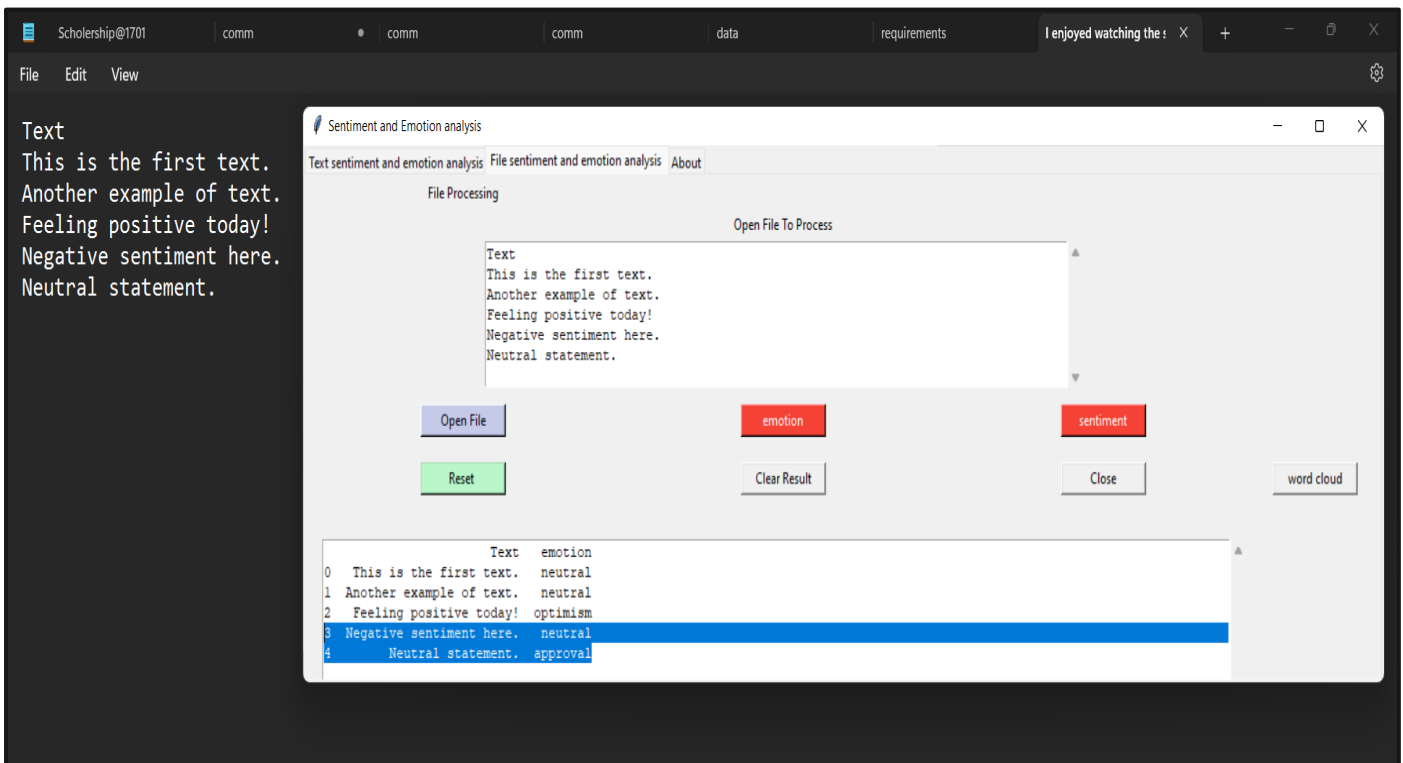 Scholership@1701 comm comm comm data requirements I enjoyed watching the s
File Edit View
Text
This is the first text.
Another example of text.
Feeling positive today!
Negative sentiment here.
Neutral statement.
Sentiment and Emotion analysis
Text sentiment and emotion analysis File sentiment and emotion analysis About
File Processing
Open File To Process
Text
This is the first text.
Another example of text.
Feeling positive today!
Negative sentiment here.
Neutral statement.
Open File emotion sentiment
Reset Clear Result Close word cloud
Text emotion
0 This is the first text. neutral
1 Another example of text. neutral
2 Feeling positive today! optimism
3 Negative sentiment here. neutral
4 Neutral statement. approval